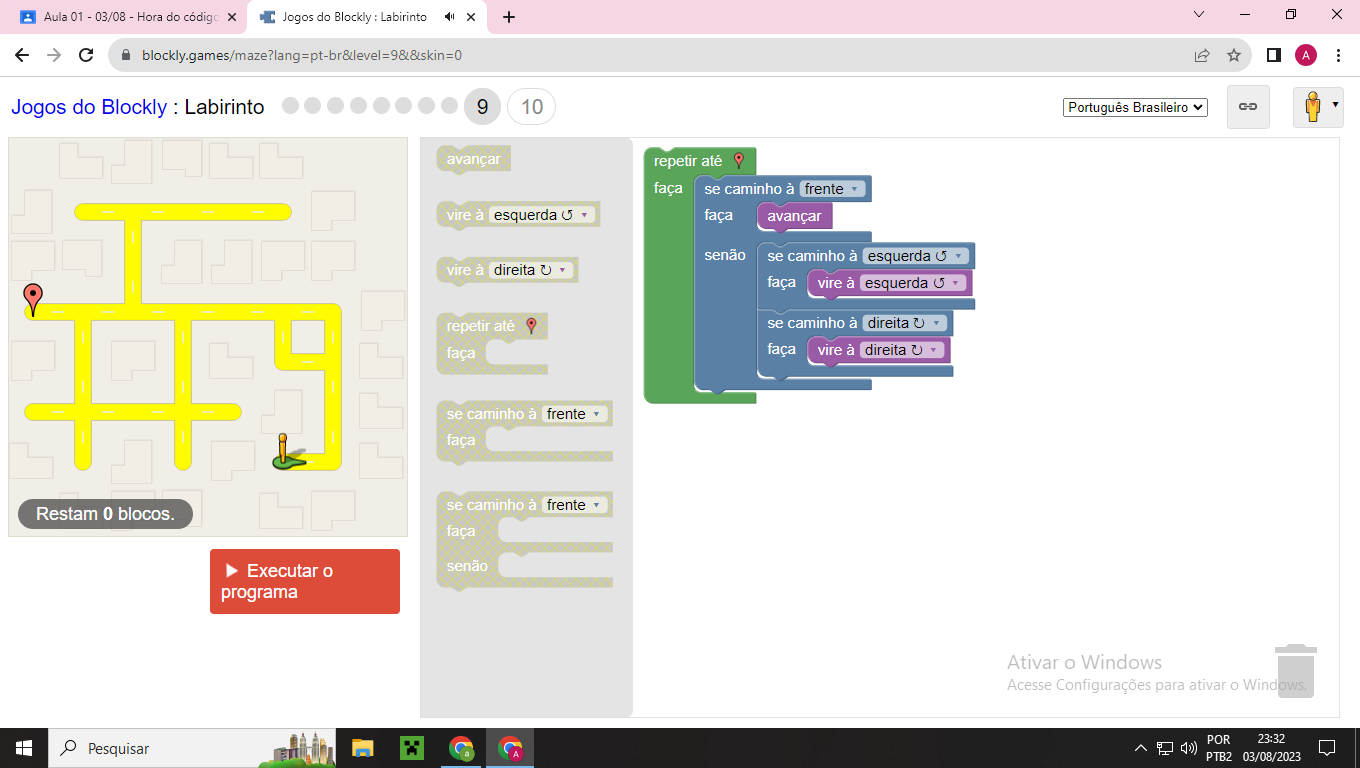 Aula 01 - 03/08 - Hora do código
Jogos do Blockly : Labirinto
blockly.games/maze?lang=pt-br&level=9&&skin=0
A
Jogos do Blockly : Labirinto
9
10
Português Brasileiro
avançar
vire à esquerda ↺
vire à direita ↻
repetir até
faça
se caminho à frente
faça
se caminho à frente
faça
senão
repetir até
faça
se caminho à frente
faça
avançar
senão
se caminho à esquerda ↺
faça
vire à esquerda ↺
se caminho à direita ↻
faça
vire à direita ↻
Restam 0 blocos.
Executar o
programa
Ativar o Windows
Acesse Configurações para ativar o Windows.
Pesquisar
a
A
POR
PTB2
23:32
03/08/2023